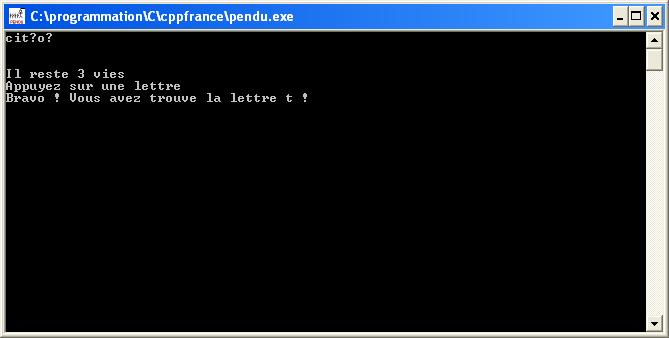 C:\programmation\C\cppfrance\pendu.exe
cit?o?
Il reste 3 vies
Appuyez sur une lettre
Bravo ! Vous avez trouve la lettre t !